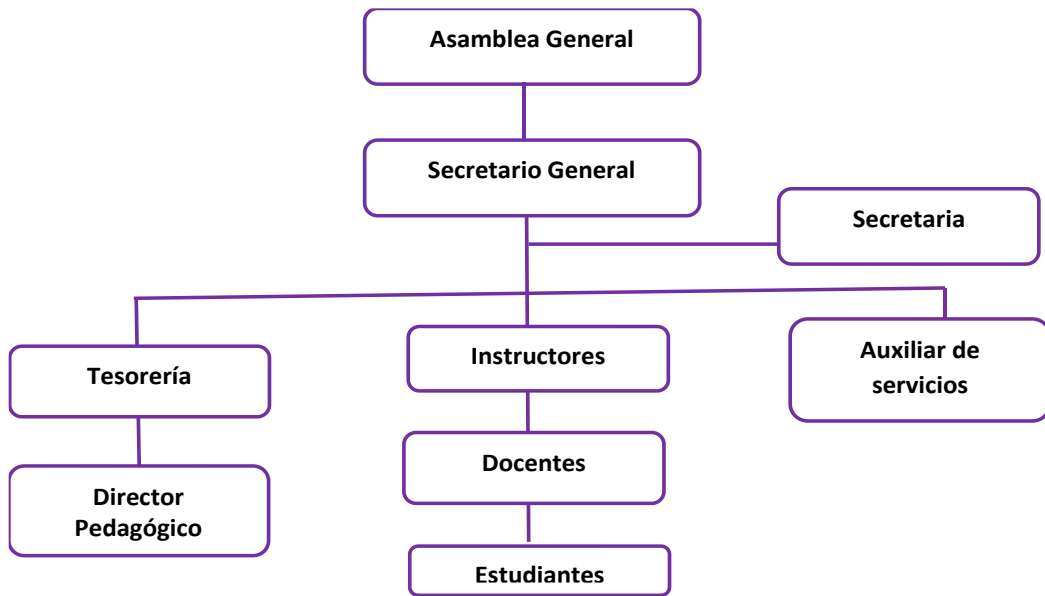 Asamblea General
Secretario General
Secretaria
Tesorería
Instructores
Auxiliar de
servicios
Docentes
Director
Pedagógico
Estudiantes